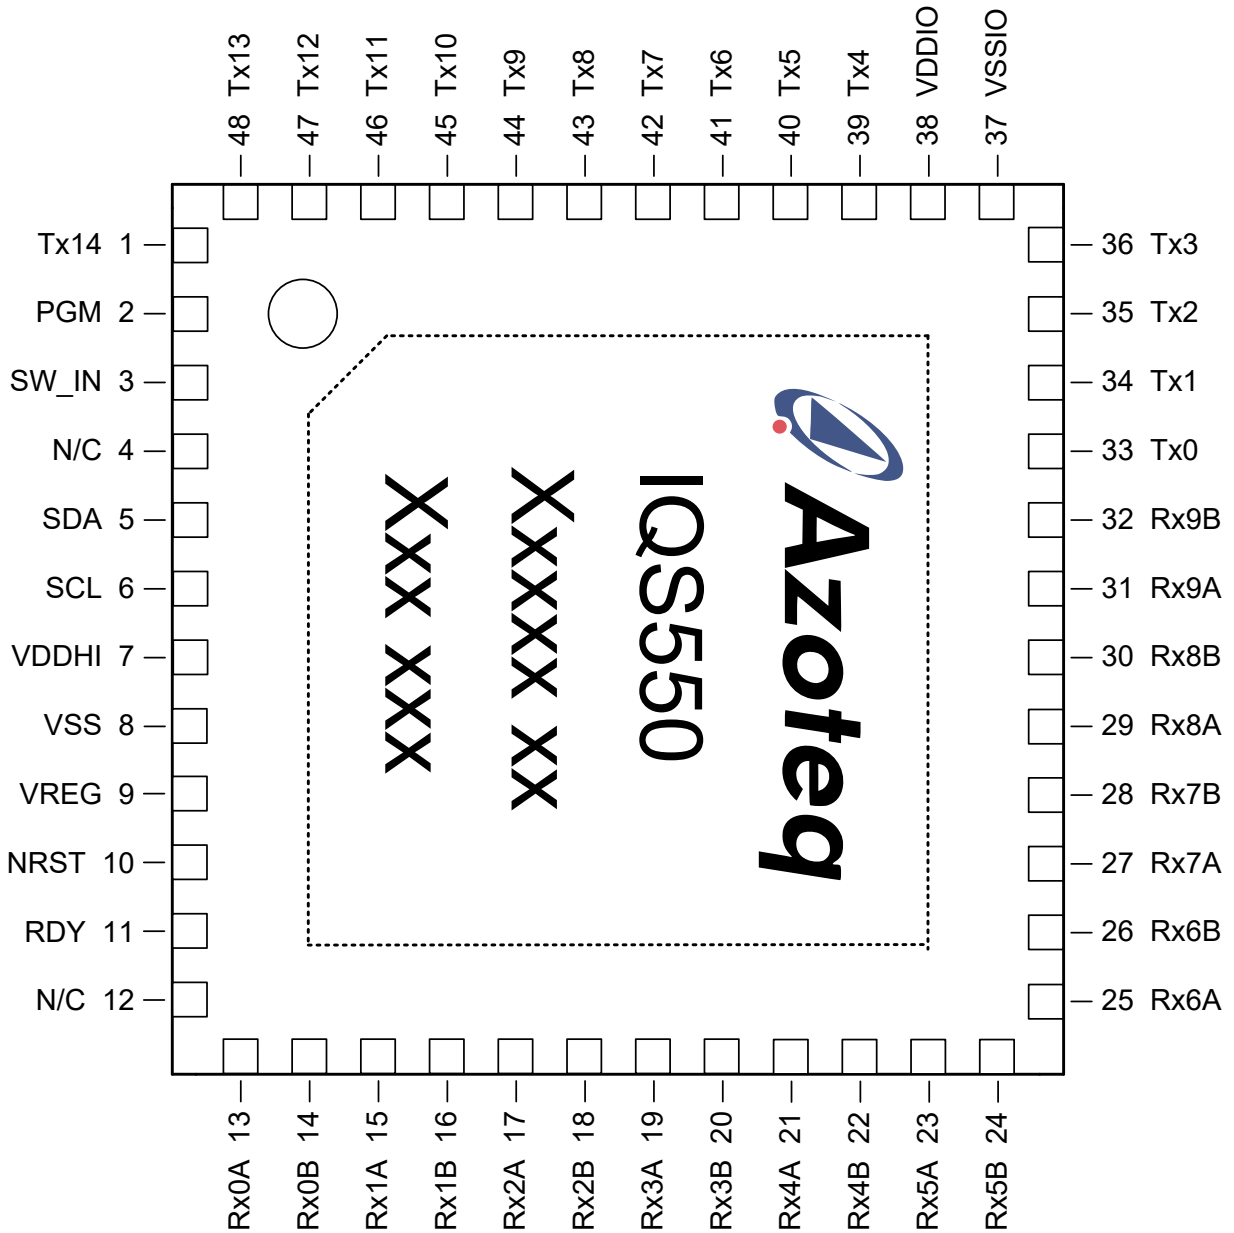 48 Tx13
47 Tx12
46 Tx11
45 Tx10
44 Tx9
43 Tx8
42 Tx7
41 Tx6
40 Tx5
39 Tx4
38 VDDIO
37 VSSIO
Tx14 1
PGM 2
SW_IN 3
N/C 4
SDA 5
SCL 6
VDDHI 7
VSS 8
VREG 9
NRST 10
RDY 11
N/C 12
Azoteq
IQS550
Xxxxx xx
Xxx xxx
36 Tx3
35 Tx2
34 Tx1
33 Tx0
32 Rx9B
31 Rx9A
30 Rx8B
29 Rx8A
28 Rx7B
27 Rx7A
26 Rx6B
25 Rx6A
Rx0A 13
Rx0B 14
Rx1A 15
Rx1B 16
Rx2A 17
Rx2B 18
Rx3A 19
Rx3B 20
Rx4A 21
Rx4B 22
Rx5A 23
Rx5B 24